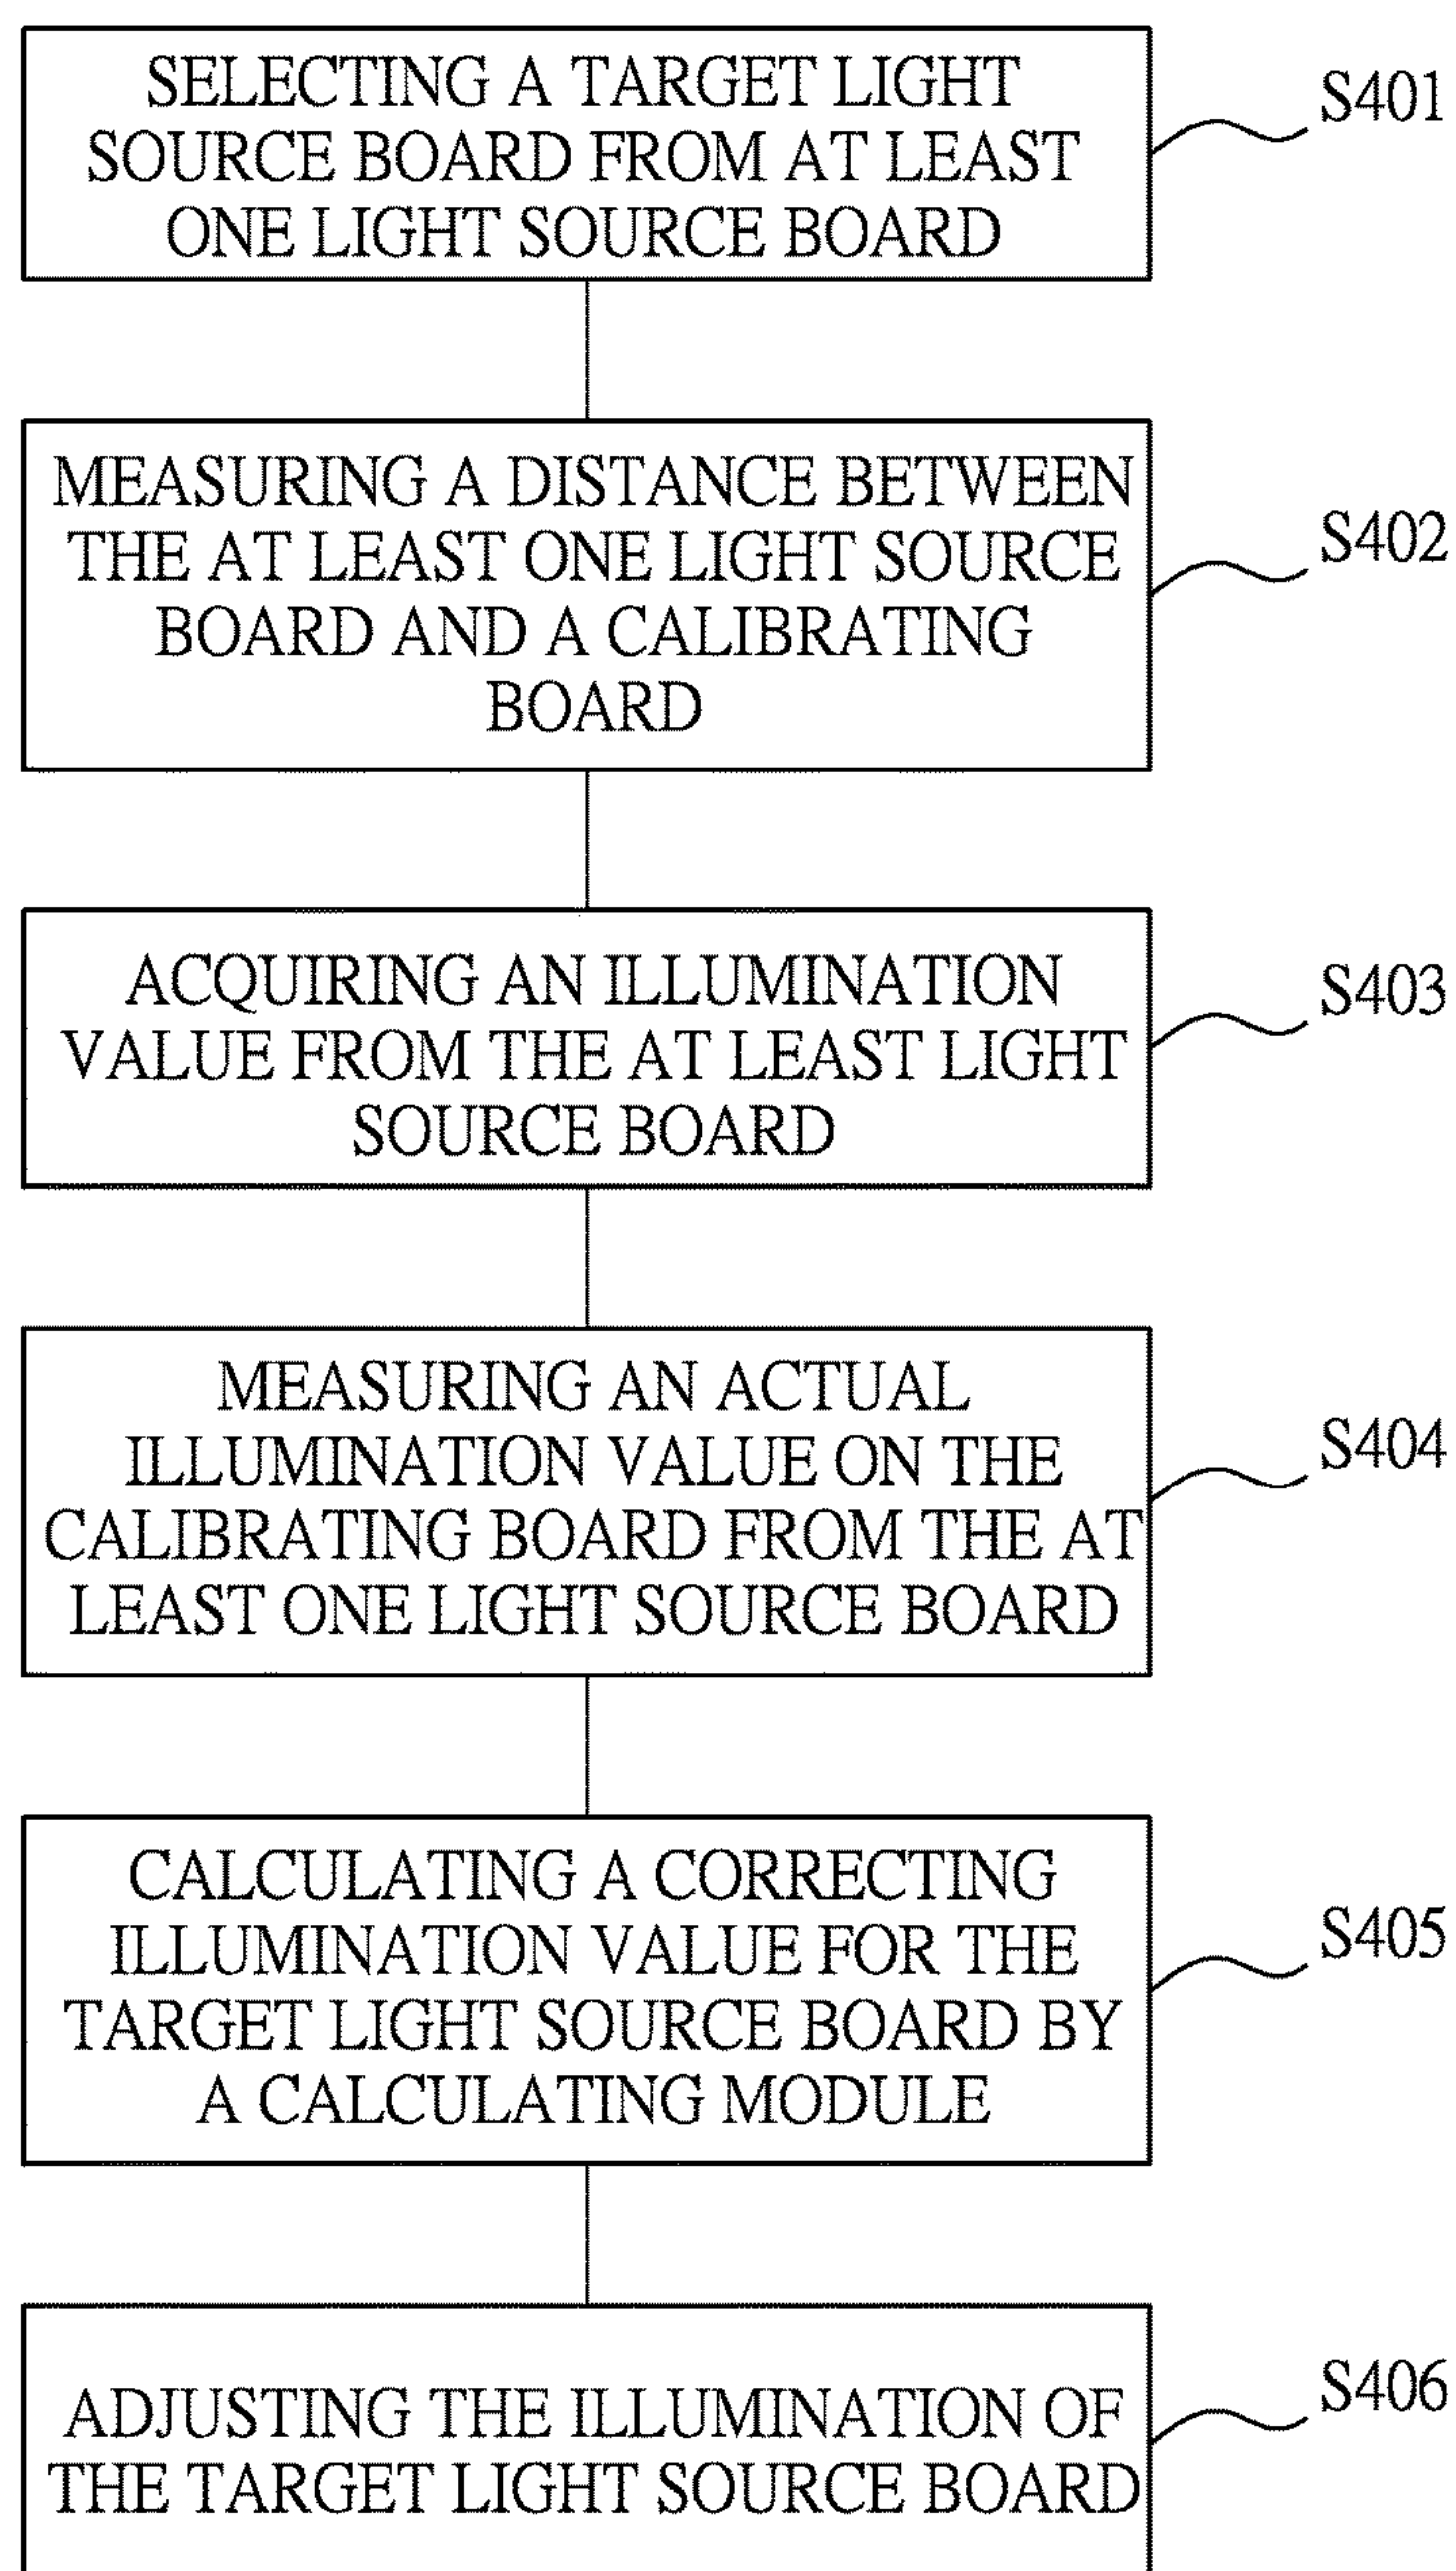 SELECTING A TARGET LIGHT
SOURCE BOARD FROM AT LEAST
ONE LIGHT SOURCE BOARD
S401
MEASURING A DISTANCE BETWEEN
THE AT LEAST ONE LIGHT SOURCE
BOARD AND A CALIBRATING
BOARD
S402
ACQUIRING AN ILLUMINATION
VALUE FROM THE AT LEAST LIGHT
SOURCE BOARD
S403
MEASURING AN ACTUAL
ILLUMINATION VALUE ON THE
CALIBRATING BOARD FROM THE AT
LEAST ONE LIGHT SOURCE BOARD
S404
CALCULATING A CORRECTING
ILLUMINATION VALUE FOR THE
TARGET LIGHT SOURCE BOARD BY
A CALCULATING MODULE
S405
ADJUSTING THE ILLUMINATION OF
THE TARGET LIGHT SOURCE BOARD
S406